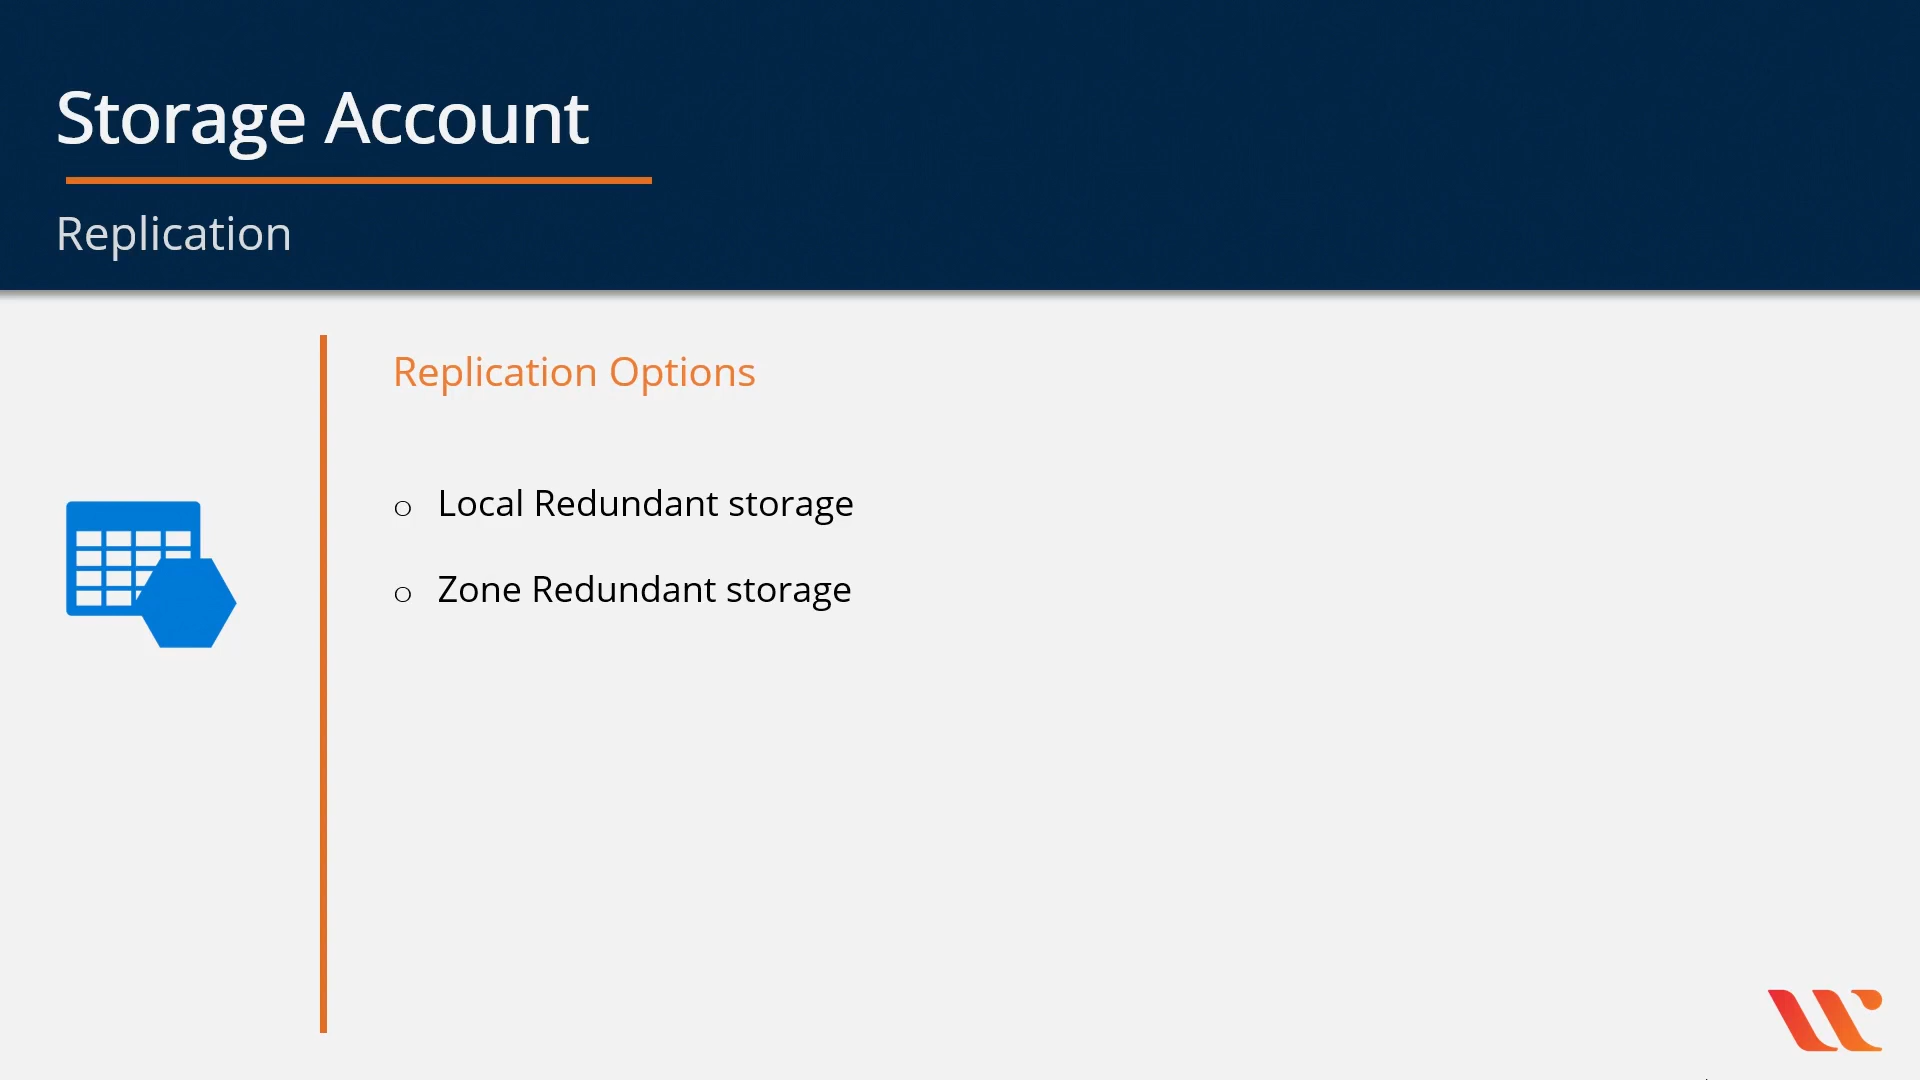 Storage Account
Replication
Replication Options
Local Redundant storage
Zone Redundant storage